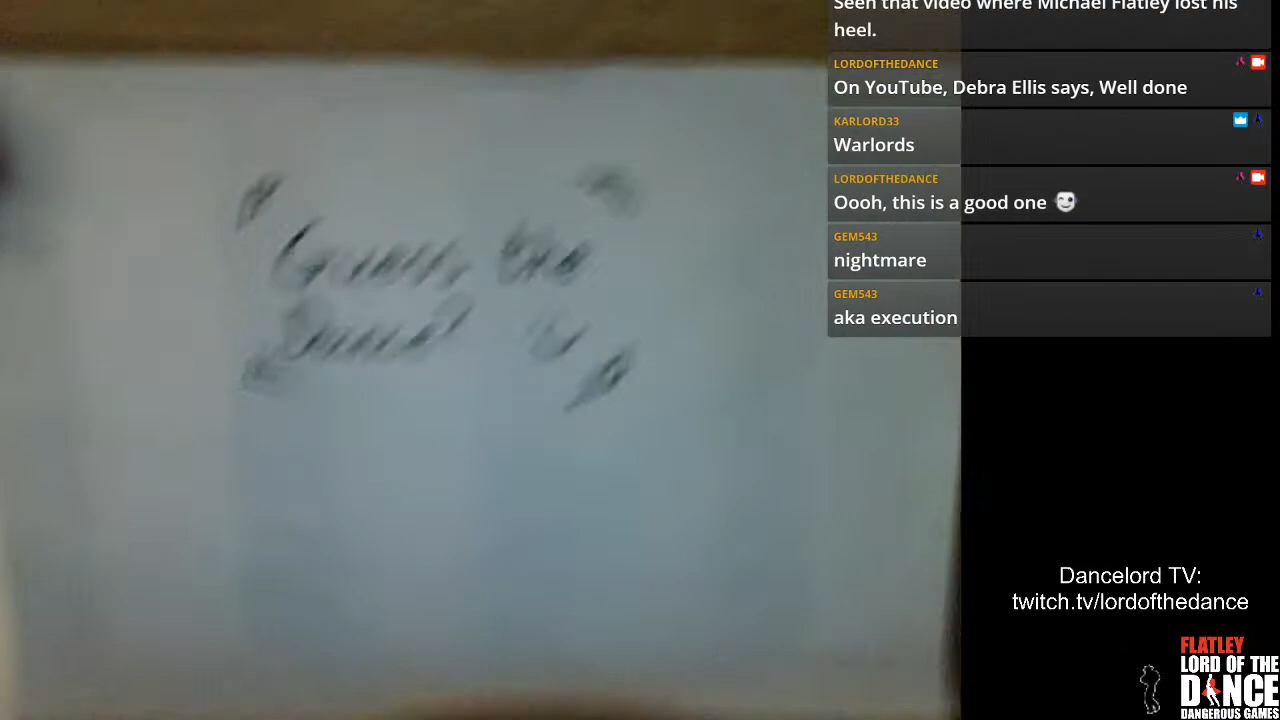 Seen that video where Michael Flatley lost his
heel.
LORDOFTHEDANCE
On YouTube, Debra Ellis says, Well done
KARLORD33
Warlords
LORDOFTHEDANCE
Oooh, this is a good one
GEM543
nightmare
GEM543
aka execution
Dancelord TV:
twitch.tv/lordofthedance
FLATLEY
LORD OF THE
DANCE
DANGEROUS GAMES